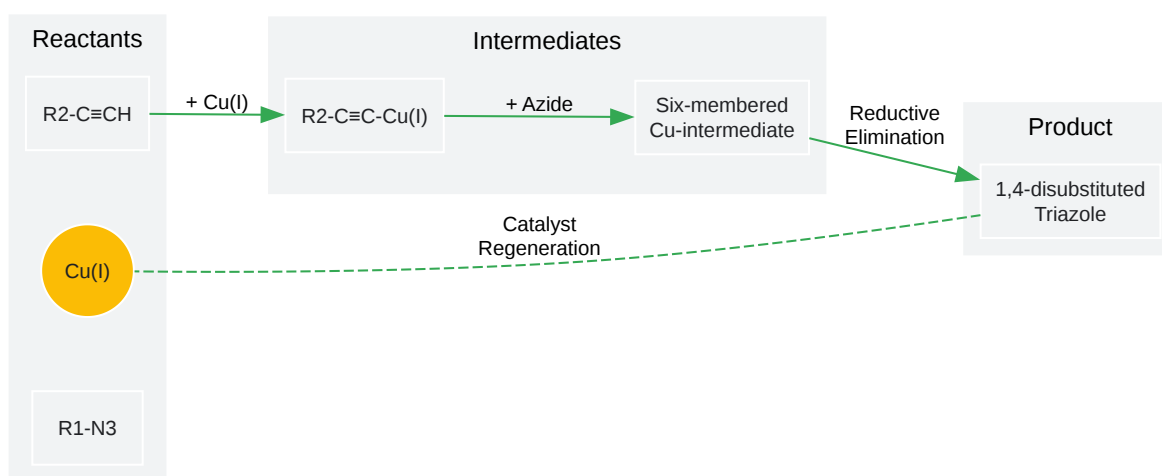 Reactants
R2-C≡CH
Cu(I)
R1-N3
+ Cu(I)
Intermediates
R2-C≡C-Cu(I)
+ Azide
Six-membered
Cu-intermediate
Reductive
Elimination
Product
1,4-disubstituted
Triazole
Catalyst
Regeneration